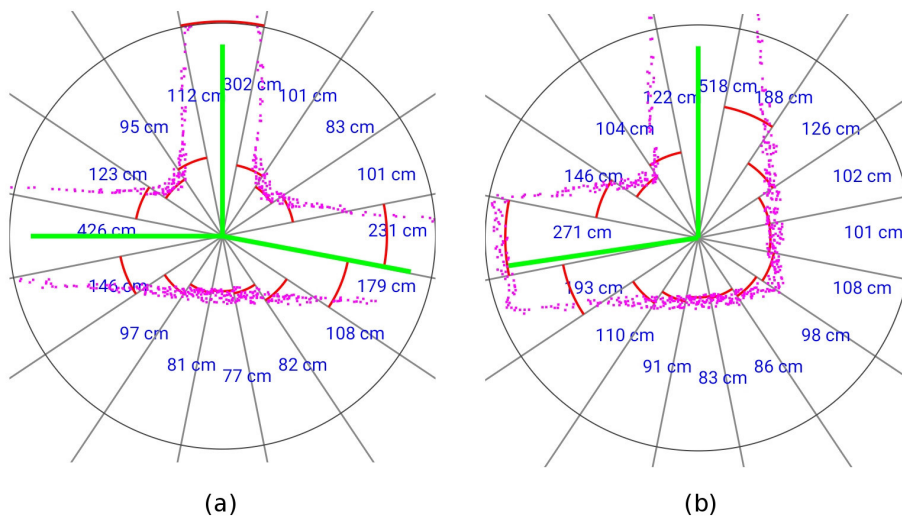 302 cm
112 cm
101 cm
95 cm
83 cm
123 cm
101 cm
426 cm
231 cm
146 cm
179 cm
97 cm
108 cm
81 cm
77 cm
82 cm
(a)
518 cm
122 cm
188 cm
104 cm
126 cm
146 cm
102 cm
271 cm
101 cm
193 cm
108 cm
110 cm
98 cm
91 cm
83 cm
86 cm
(b)